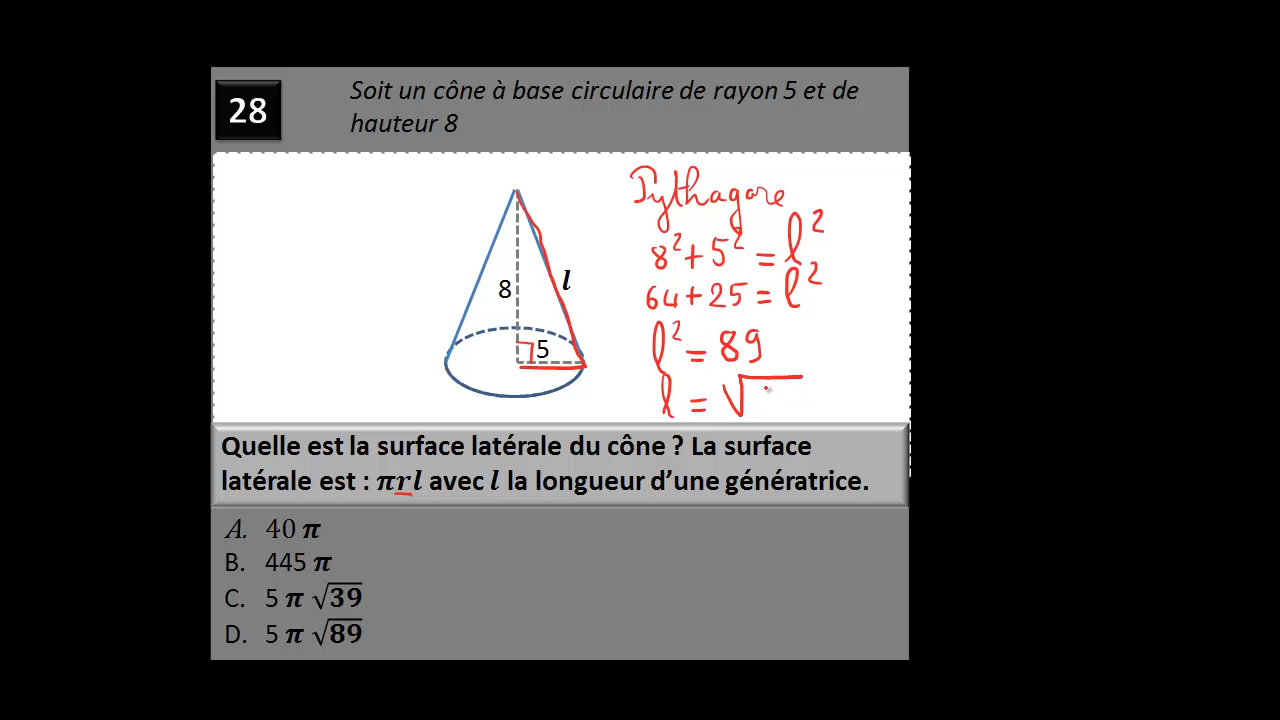 28
Soit un cône à base circulaire de rayon 5 et de
hauteur 8
8
l
5
Pythagore
8² + 5² = l²
64 + 25 = l²
l² = 89
l = √
Quelle est la surface latérale du cône ? La surface
latérale est : πrl avec l la longueur d’une génératrice.
A. 40 π
B. 445 π
C. 5 π √39
D. 5 π √89